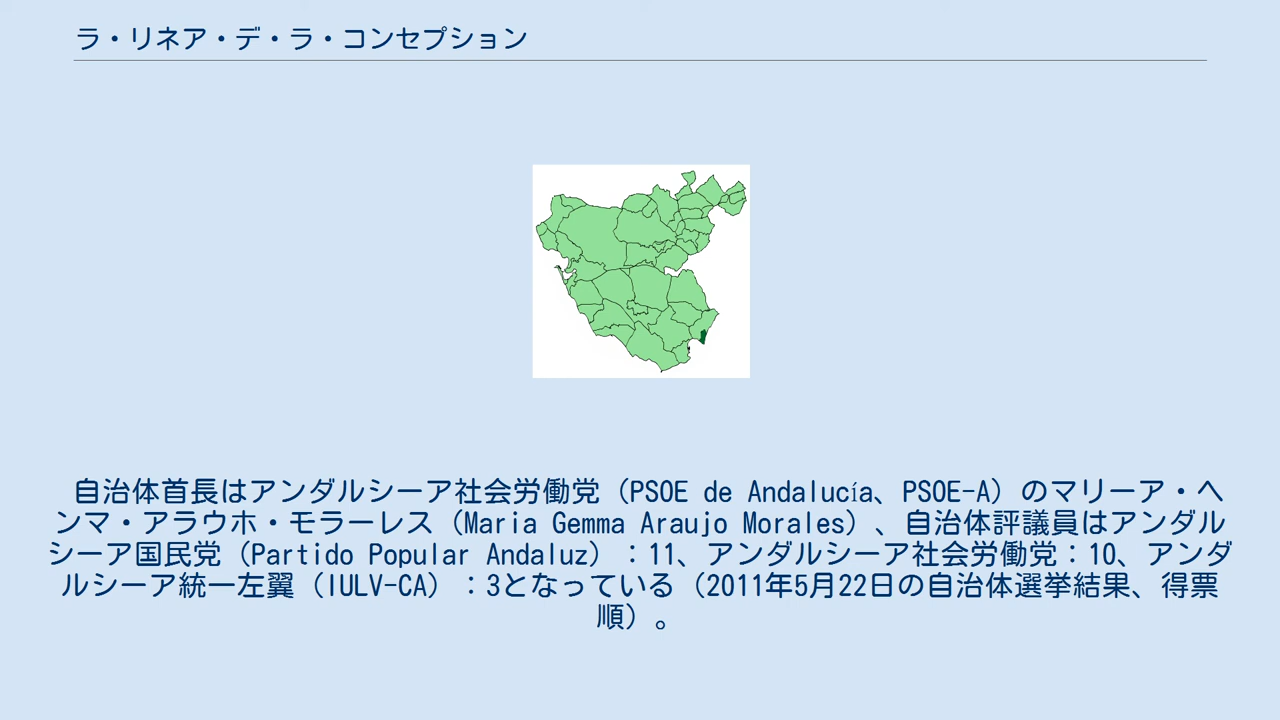 ラ・リネア・デ・ラ・コンセプション
自治体首長はアンダルシーア社会労働党（PSOE de Andalucía、PSOE-A）のマリーア・ヘ
ンマ・アラウホ・モラーレス（Maria Gemma Araujo Morales）、自治体評議員はアンダル
シーア国民党（Partido Popular Andaluz）：11、アンダルシーア社会労働党：10、アンダ
ルシーア統一左翼（IULV-CA）：3となっている（2011年5月22日の自治体選挙結果、得票
順）。